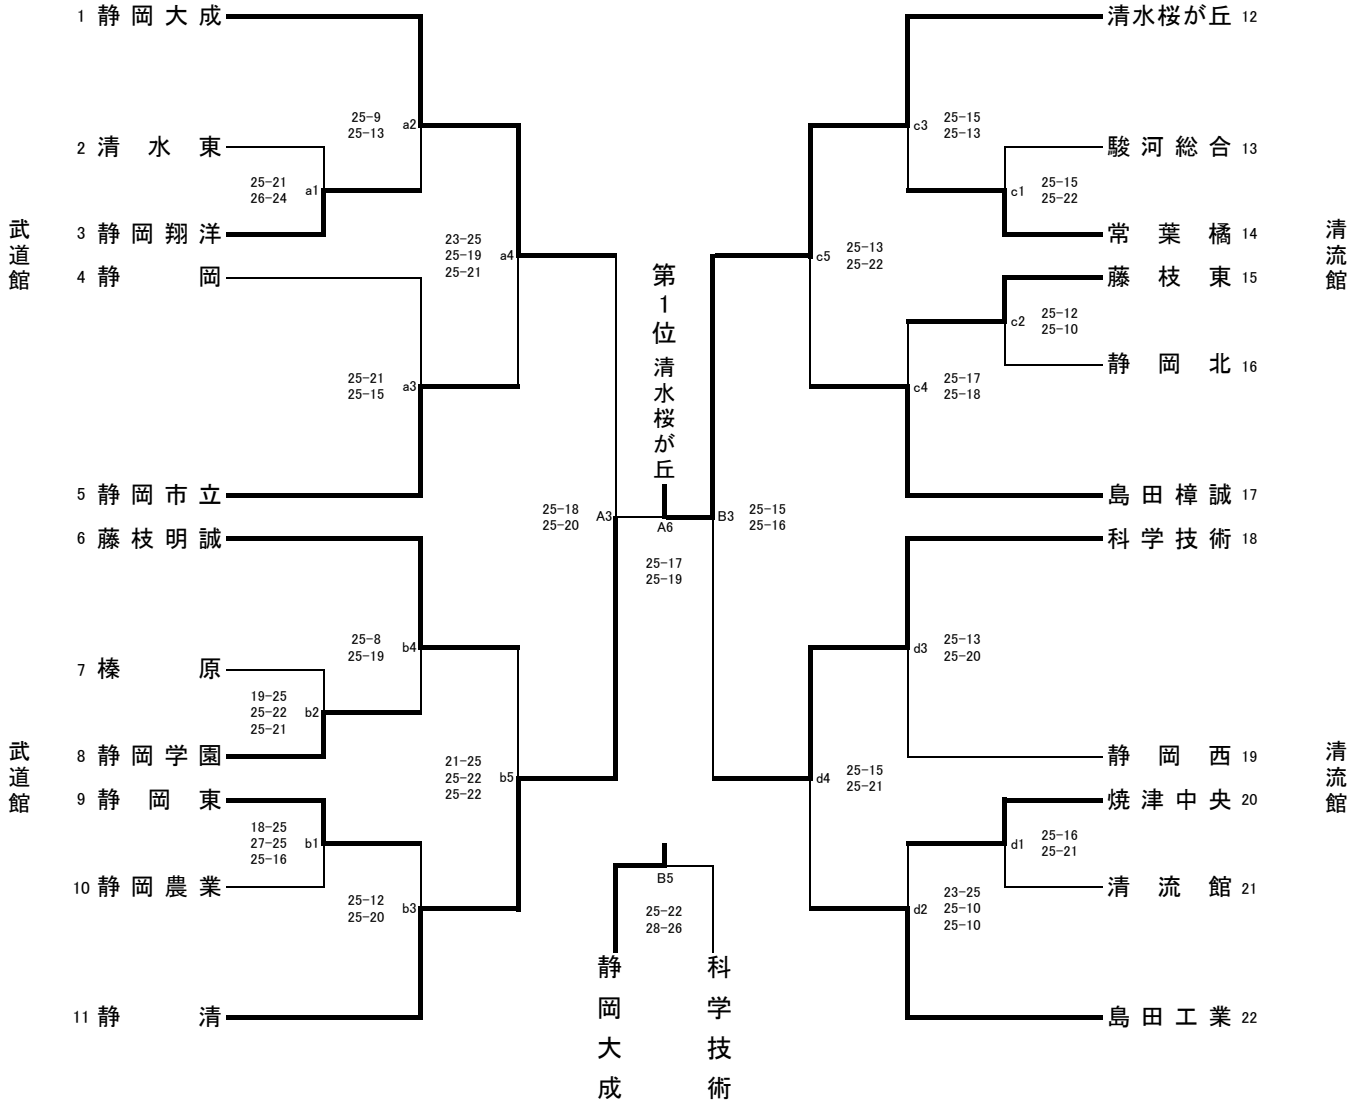 1 静岡大成
2 清水東
3 静岡翔洋
4 静岡
5 静岡市立
6 藤枝明誠
7 榛原
8 静岡学園
9 静岡東
10 静岡農業
11 静清
武道館
武道館
25-9
25-13
a2
25-21
26-24
a1
23-25
25-19
25-21
a4
25-21
25-15
a3
25-18
25-20
A3
25-8
25-19
b4
19-25
25-22
25-21
b2
21-25
25-22
25-22
b5
18-25
27-25
25-16
b1
25-12
25-20
b3
第1位 清水桜が丘
A6
25-17
25-19
B5
25-22
28-26
静岡大成
科学技術
清水桜が丘 12
駿河総合 13
常葉橘 14
藤枝東 15
静岡北 16
島田樟誠 17
科学技術 18
静岡西 19
焼津中央 20
清流館 21
島田工業 22
清流館
清流館
c3
25-15
25-13
c1
25-15
25-22
c5
25-13
25-22
c2
25-12
25-10
c4
25-17
25-18
B3
25-15
25-16
d3
25-13
25-20
d4
25-15
25-21
d1
25-16
25-21
d2
23-25
25-10
25-10